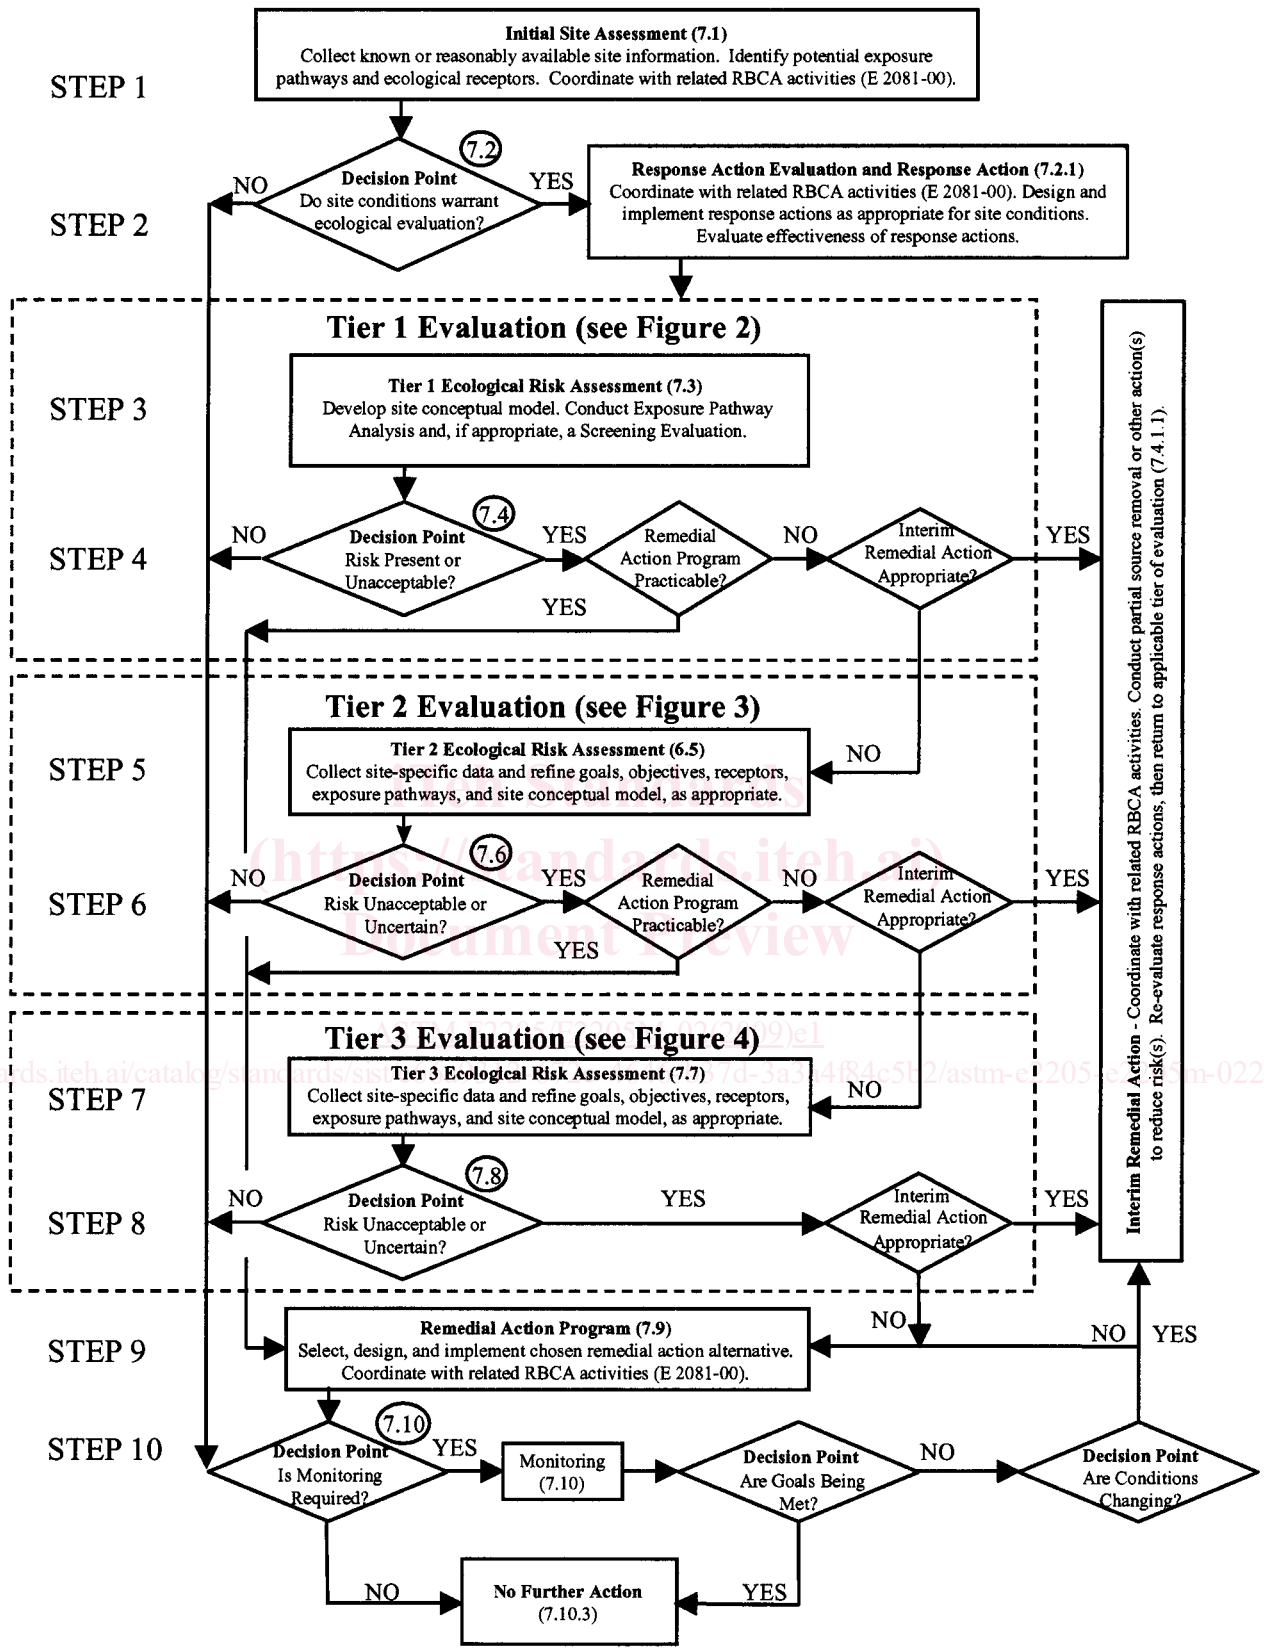 Initial Site Assessment (7.1)
Collect known or reasonably available site information. Identify potential exposure
pathways and ecological receptors. Coordinate with related RBCA activities (E 2081-00).
STEP 1
7.2
NO
Decision Point
Do site conditions warrant
ecological evaluation?
YES
Response Action Evaluation and Response Action (7.2.1)
Coordinate with related RBCA activities (E 2081-00). Design and
implement response actions as appropriate for site conditions.
Evaluate effectiveness of response actions.
STEP 2
Tier 1 Evaluation (see Figure 2)
Tier 1 Ecological Risk Assessment (7.3)
Develop site conceptual model. Conduct Exposure Pathway
Analysis and, if appropriate, a Screening Evaluation.
STEP 3
7.4
NO
Decision Point
Risk Present or
Unacceptable?
YES
Remedial
Action Program
Practicable?
NO
Interim
Remedial Action
Appropriate?
YES
STEP 4
YES
Interim Remedial Action - Coordinate with related RBCA activities. Conduct partial source removal or other action(s)
to reduce risk(s). Re-evaluate response actions, then return to applicable tier of evaluation (7.4.1.1).
Tier 2 Evaluation (see Figure 3)
Tier 2 Ecological Risk Assessment (6.5)
Collect site-specific data and refine goals, objectives, receptors,
exposure pathways, and site conceptual model, as appropriate.
NO
STEP 5
iTeh Standards
(https://standards.iteh.ai)
Document Preview
7.6
NO
Decision Point
Risk Unacceptable or
Uncertain?
YES
Remedial
Action Program
Practicable?
NO
Interim
Remedial Action
Appropriate?
YES
STEP 6
YES
Tier 3 Evaluation (see Figure 4)
Tier 3 Ecological Risk Assessment (7.7)
Collect site-specific data and refine goals, objectives, receptors,
exposure pathways, and site conceptual model, as appropriate.
NO
STEP 7
7.8
NO
Decision Point
Risk Unacceptable or
Uncertain?
YES
Interim
Remedial Action
Appropriate?
YES
STEP 8
NO
NO
YES
STEP 9
Remedial Action Program (7.9)
Select, design, and implement chosen remedial action alternative.
Coordinate with related RBCA activities (E 2081-00).
7.10
STEP 10
Decision Point
Is Monitoring
Required?
YES
Monitoring
(7.10)
Decision Point
Are Goals Being
Met?
NO
Decision Point
Are Conditions
Changing?
NO
No Further Action
(7.10.3)
YES